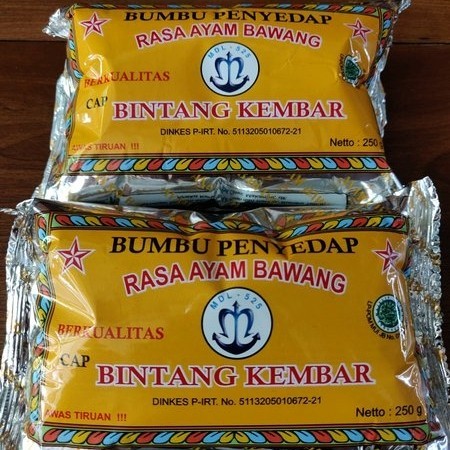 BUMBU PENYEDAP
RASA AYAM BAWANG
MDL - 525
BERKUALITAS
CAP
BINTANG KEMBAR
DINKES P-IRT. No. 5113205010672-21
AWAS TIRUAN !!!
Netto : 250 g
BUMBU PENYEDAP
RASA AYAM BAWANG
MDL - 525
BERKUALITAS
CAP
BINTANG KEMBAR
DINKES P-IRT. No. 5113205010672-21
AWAS TIRUAN !!!
Netto : 250 g